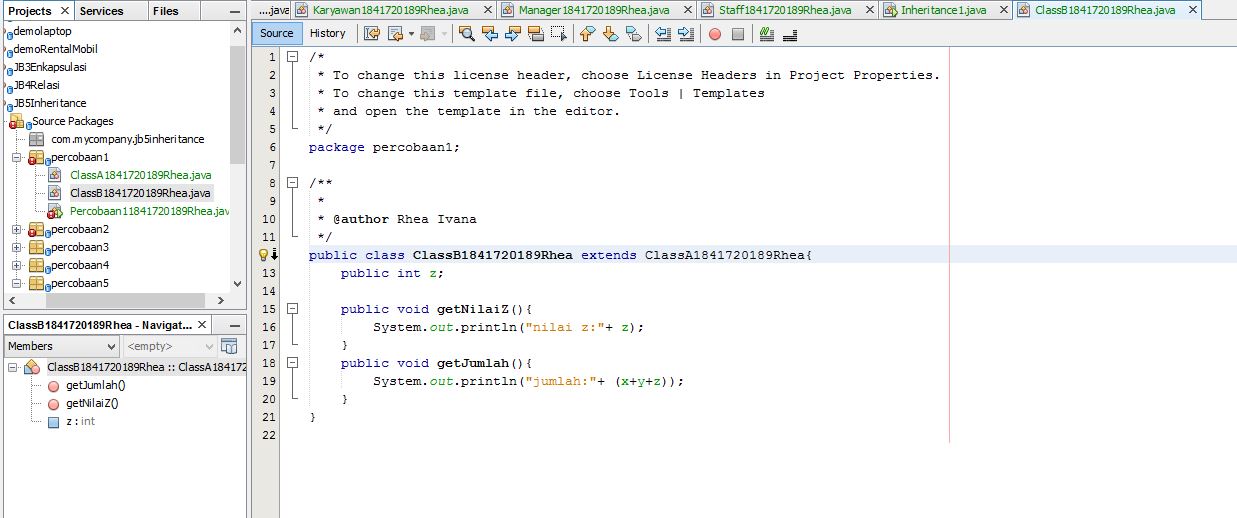 Projects
Services
Files
demolaptop
demoRentalMobil
JB3Enkapsulasi
JB4Relasi
JB5Inheritance
Source Packages
com.mycompany.jb5inheritance
percobaan1
ClassA1841720189Rhea.java
ClassB1841720189Rhea.java
Percobaan11841720189Rhea.jav
percobaan2
percobaan3
percobaan4
percobaan5
ClassB1841720189Rhea - Navigat...
Members
<empty>
ClassB1841720189Rhea :: ClassA184172
getJumlah()
getNilaiZ()
z : int
....java
Karyawan1841720189Rhea.java
Manager1841720189Rhea.java
Staff1841720189Rhea.java
Inheritance1.java
ClassB1841720189Rhea.java
Source
History
1 /*
2 * To change this license header, choose License Headers in Project Properties.
3 * To change this template file, choose Tools | Templates
4 * and open the template in the editor.
5 */
6 package percobaan1;
7
8 /**
9 *
10 * @author Rhea Ivana
11 */
public class ClassB1841720189Rhea extends ClassA1841720189Rhea{
13 public int z;
14
15 public void getNilaiZ(){
16 System.out.println("nilai z:"+ z);
17 }
18 public void getJumlah(){
19 System.out.println("jumlah:"+ (x+y+z));
20 }
21 }
22